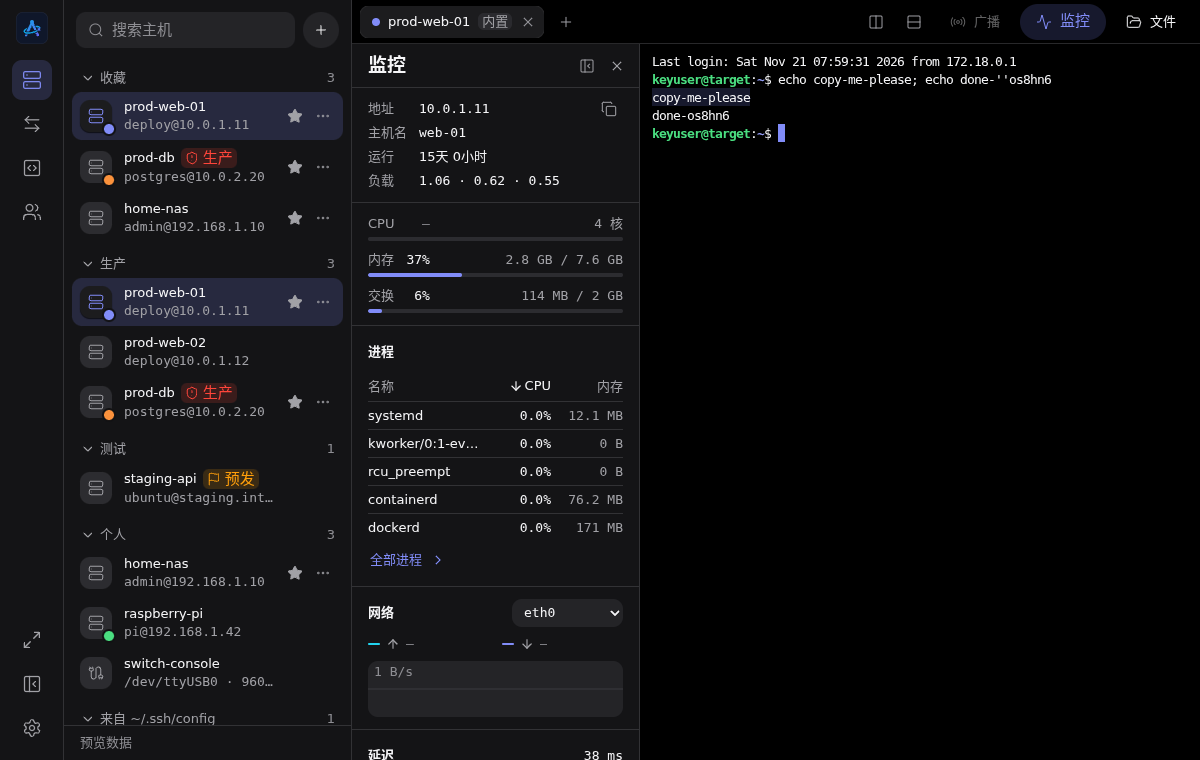 搜索主机
收藏 3
prod-web-01
deploy@10.0.1.11
prod-db 生产
postgres@10.0.2.20
home-nas
admin@192.168.1.10
生产 3
prod-web-01
deploy@10.0.1.11
prod-web-02
deploy@10.0.1.12
prod-db 生产
postgres@10.0.2.20
测试 1
staging-api 预发
ubuntu@staging.int…
个人 3
home-nas
admin@192.168.1.10
raspberry-pi
pi@192.168.1.42
switch-console
/dev/ttyUSB0 · 960…
来自 ~/.ssh/config 1
预览数据
prod-web-01 内置
广播 监控 文件
监控
地址 10.0.1.11
主机名 web-01
运行 15天 0小时
负载 1.06 · 0.62 · 0.55
CPU — 4 核
内存 37% 2.8 GB / 7.6 GB
交换 6% 114 MB / 2 GB
进程
名称 CPU 内存
systemd 0.0% 12.1 MB
kworker/0:1-ev… 0.0% 0 B
rcu_preempt 0.0% 0 B
containerd 0.0% 76.2 MB
dockerd 0.0% 171 MB
全部进程
网络 eth0
↑ — ↓ —
1 B/s
延迟 38 ms
Last login: Sat Nov 21 07:59:31 2026 from 172.18.0.1
keyuser@target:~$ echo copy-me-please; echo done-''os8hn6
copy-me-please
done-os8hn6
keyuser@target:~$